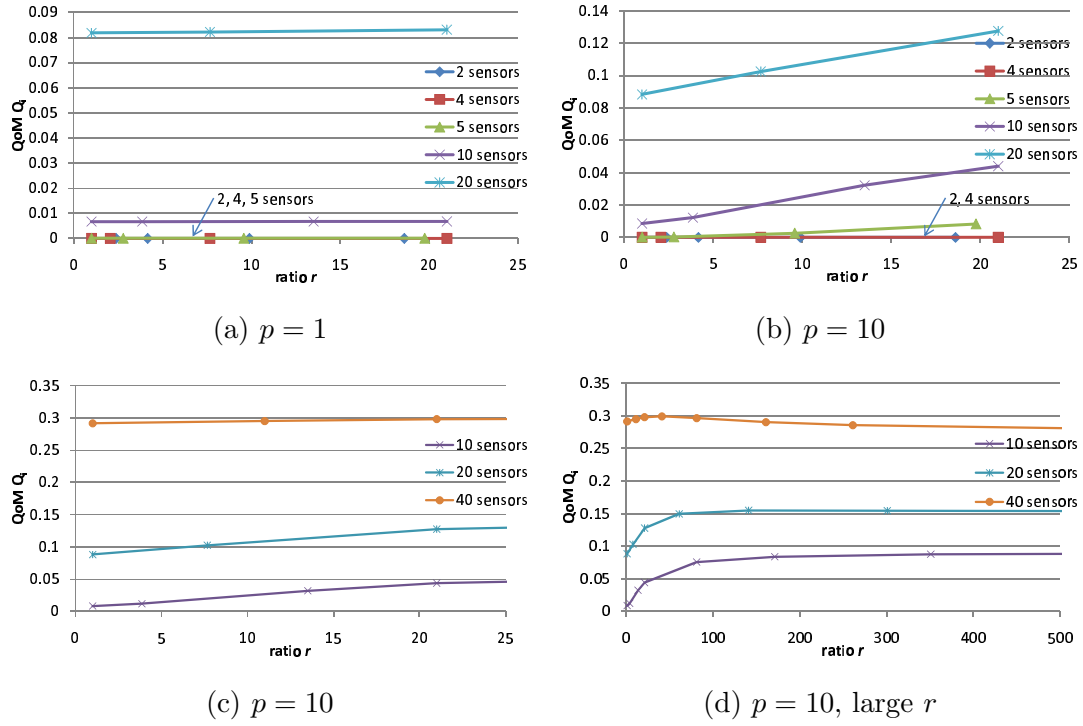 0.09
0.08
0.07
0.06
0.05
0.04
0.03
0.02
0.01
0
QoM Qi
0 5 10 15 20 25
ratio r
2 sensors
4 sensors
5 sensors
10 sensors
20 sensors
2, 4, 5 sensors
(a) p = 1
0.14
0.12
0.1
0.08
0.06
0.04
0.02
0
QoM Qi
0 5 10 15 20 25
ratio r
2 sensors
4 sensors
5 sensors
10 sensors
20 sensors
2, 4 sensors
(b) p = 10
0.35
0.3
0.25
0.2
0.15
0.1
0.05
0
QoM Qi
0 5 10 15 20 25
ratio r
10 sensors
20 sensors
40 sensors
(c) p = 10
0.35
0.3
0.25
0.2
0.15
0.1
0.05
0
QoM Qi
0 100 200 300 400 500
ratio r
10 sensors
20 sensors
40 sensors
(d) p = 10, large r